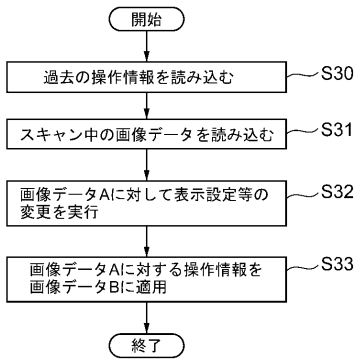 開始
過去の操作情報を読み込む
S30
スキャン中の画像データを読み込む
S31
画像データAに対して表示設定等の
変更を実行
S32
画像データAに対する操作情報を
画像データBに適用
S33
終了